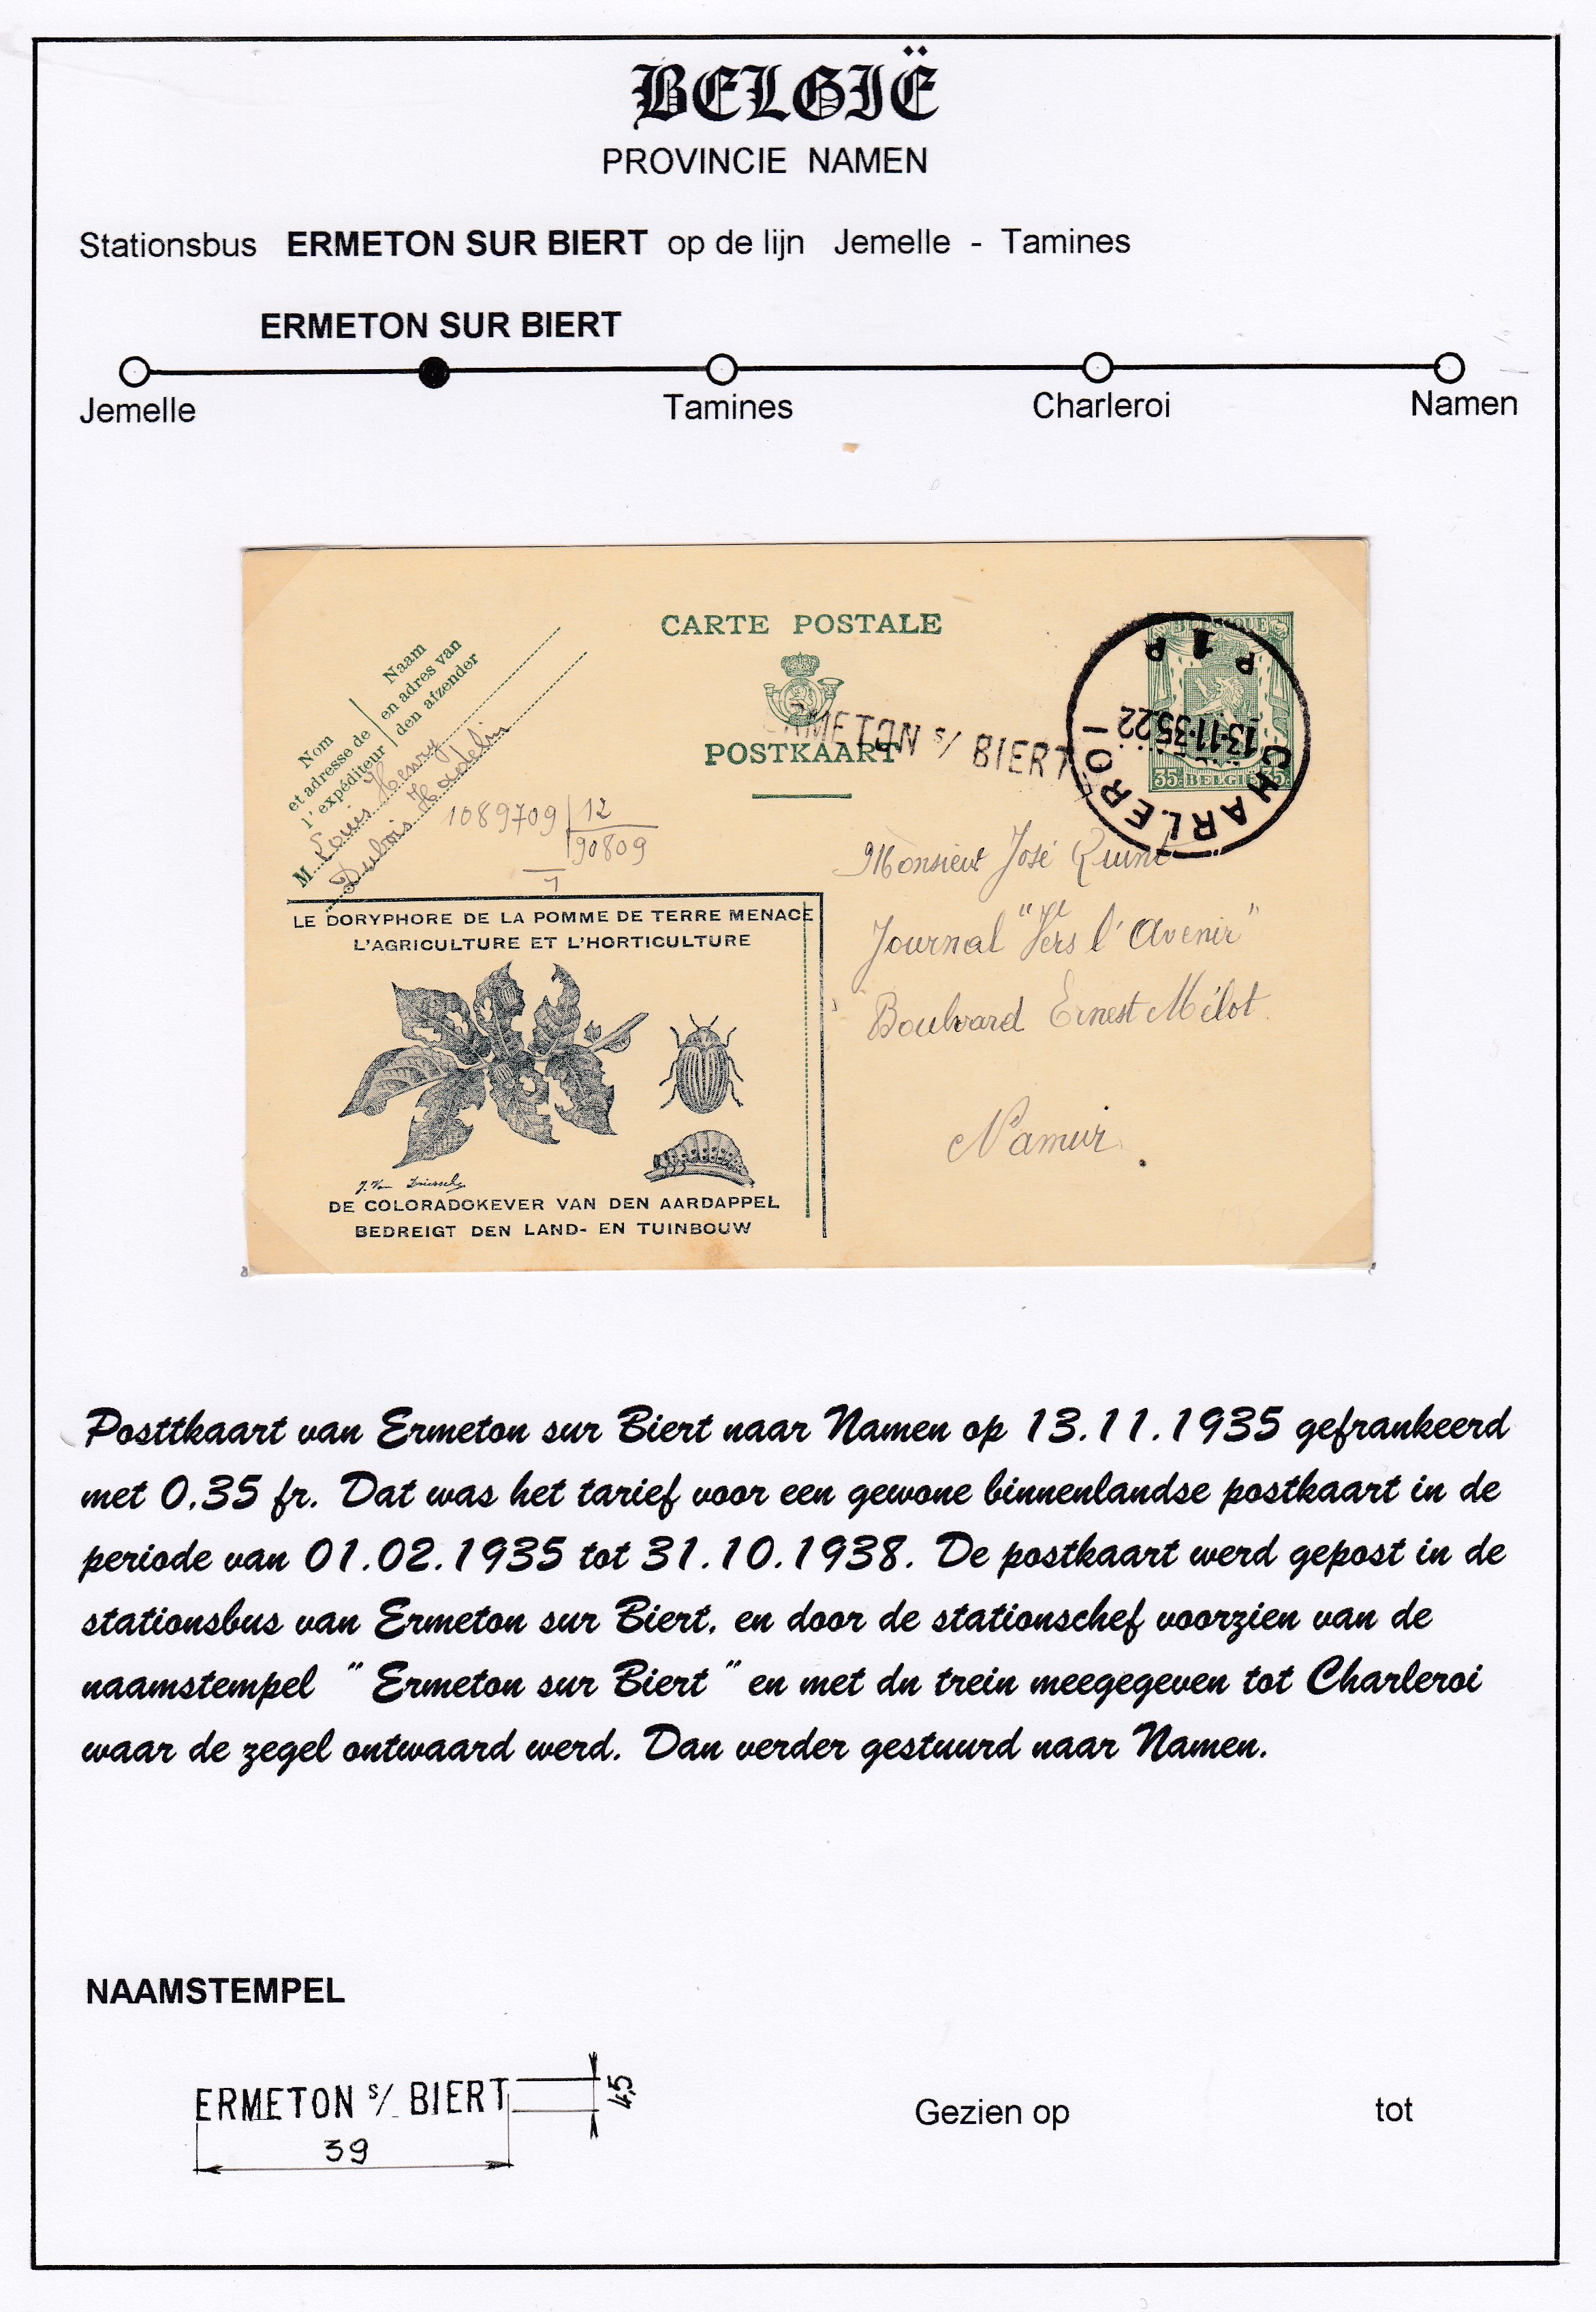 BELGIË
PROVINCIE NAMEN
Stationsbus ERMETON SUR BIERT op de lijn Jemelle - Tamines
ERMETON SUR BIERT
Jemelle Tamines Charleroi Namen
CARTE POSTALE
POSTKAART
Nom et adresse de l'expéditeur
Naam en adres van den afzender
M. Louis Henry
Dubois Hadelin
ERMETON s/ BIERT
BELGIQUE
35 BELGIE 35
CHARLEROI
1
P P
13-11-35.22
1089709 | 12
90809
1
Monsieur José Quint
Journal "Vers l'Avenir"
Boulevard Ernest Mélot
Namur
LE DORYPHORE DE LA POMME DE TERRE MENACE
L'AGRICULTURE ET L'HORTICULTURE
DE COLORADOKEVER VAN DEN AARDAPPEL
BEDREIGT DEN LAND- EN TUINBOUW
Posttkaart van Ermeton sur Biert naar Namen op 13.11.1935 gefrankeerd
met 0,35 fr. Dat was het tarief voor een gewone binnenlandse postkaart in de
periode van 01.02.1935 tot 31.10.1938. De postkaart werd gepost in de
stationsbus van Ermeton sur Biert, en door de stationschef voorzien van de
naamstempel " Ermeton sur Biert " en met dn trein meegegeven tot Charleroi
waar de zegel ontwaard werd. Dan verder gestuurd naar Namen.
NAAMSTEMPEL
ERMETON s/ BIERT
4,5
39
Gezien op tot